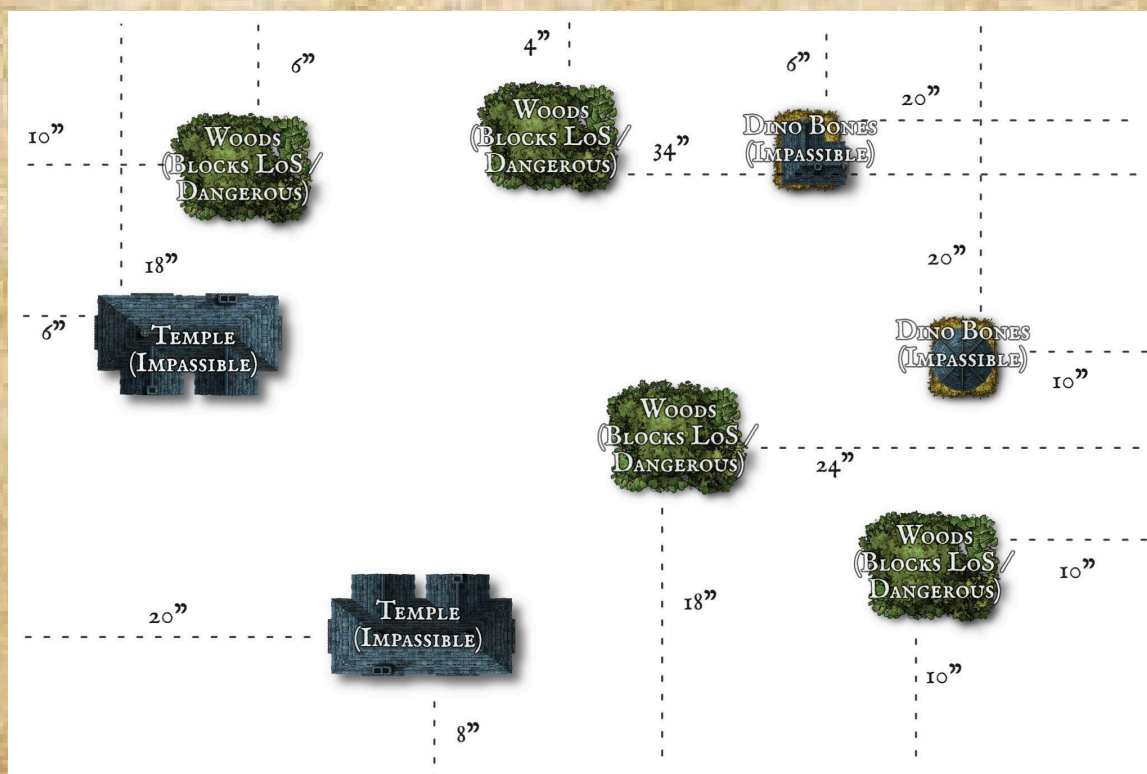 6”
4”
6”
20”
10”
Woods
(Blocks LoS /
Dangerous)
Woods
(Blocks LoS /
Dangerous)
34”
Dino Bones
(Impassible)
18”
20”
6”
Temple
(Impassible)
Dino Bones
(Impassible)
10”
Woods
(Blocks LoS /
Dangerous)
24”
Woods
(Blocks LoS /
Dangerous)
10”
20”
Temple
(Impassible)
18”
10”
8”